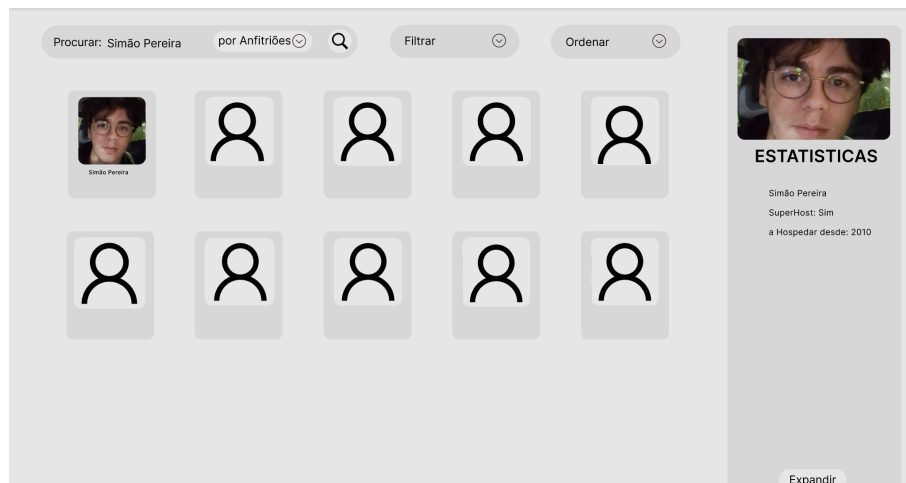 Procurar: Simão Pereira
por Anfitriões
Filtrar
Ordenar
Simão Pereira
ESTATISTICAS
Simão Pereira
SuperHost: Sim
a Hospedar desde: 2010
Expandir